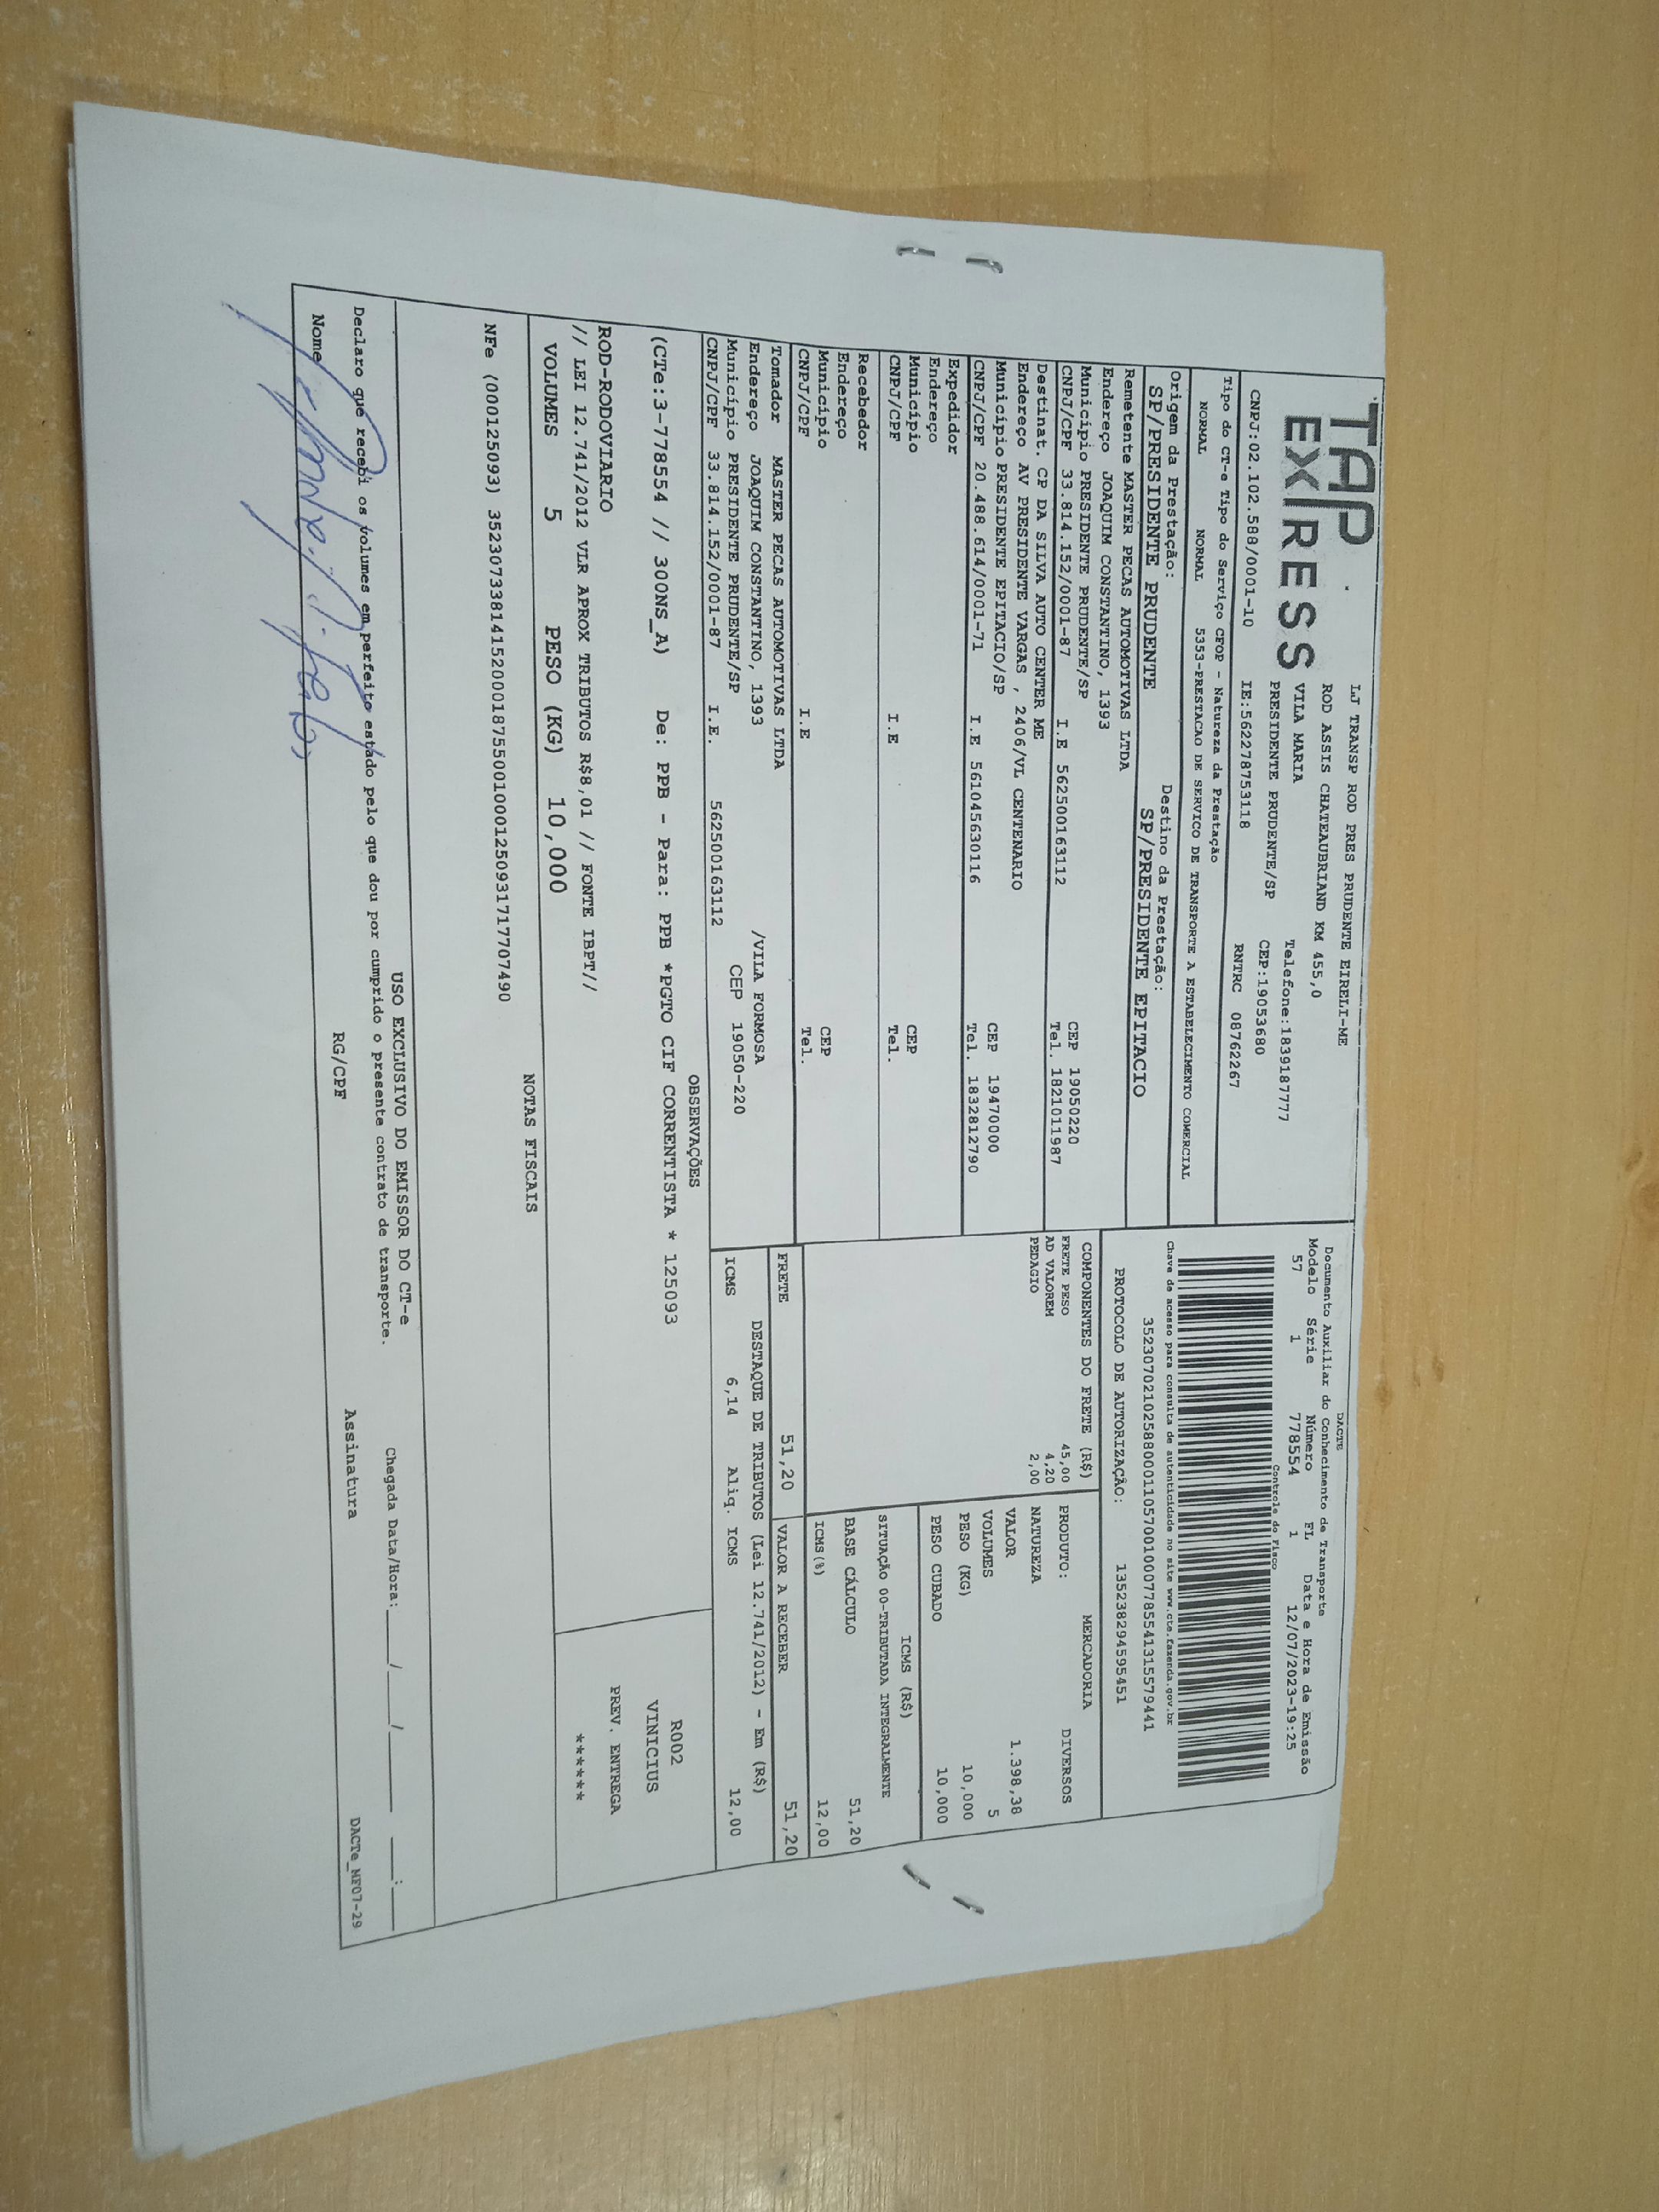 TAP EXPRESS
LJ TRANSP ROD PRES PRUDENTE EIRELI-ME
ROD ASSIS CHATEAUBRIAND KM 455,0
VILA MARIA Telefone:1839187777
PRESIDENTE PRUDENTE/SP CEP:19053680
CNPJ:02.102.588/0001-10 IE:562278753118 RNTRC 08762267
Tipo do CT-e Tipo do Serviço CFOP - Natureza da Prestação
NORMAL NORMAL 5353-PRESTACAO DE SERVICO DE TRANSPORTE A ESTABELECIMENTO COMERCIAL
Origem da Prestação: Destino da Prestação:
SP/PRESIDENTE PRUDENTE SP/PRESIDENTE EPITACIO
Remetente MASTER PECAS AUTOMOTIVAS LTDA
Endereço JOAQUIM CONSTANTINO, 1393
Município PRESIDENTE PRUDENTE/SP CEP 19050220
CNPJ/CPF 33.814.152/0001-87 I.E 562500163112 Tel. 1821011987
Destinat. CP DA SILVA AUTO CENTER ME
Endereço AV PRESIDENTE VARGAS , 2406/VL CENTENARIO
Município PRESIDENTE EPITACIO/SP CEP 19470000
CNPJ/CPF 20.488.614/0001-71 I.E 561045630116 Tel. 1832812790
Expedidor
Endereço
Município CEP
CNPJ/CPF I.E Tel.
Recebedor
Endereço
Município CEP
CNPJ/CPF I.E Tel.
Tomador MASTER PECAS AUTOMOTIVAS LTDA
Endereço JOAQUIM CONSTANTINO, 1393 /VILA FORMOSA
Município PRESIDENTE PRUDENTE/SP CEP 19050-220
CNPJ/CPF 33.814.152/0001-87 I.E. 562500163112
DACTE
Documento Auxiliar do Conhecimento de Transporte
Modelo Série Número FL Data e Hora de Emissão
57 1 778554 1 12/07/2023-19:25
Controle do Fisco
Chave de acesso para consulta de autenticidade no site www.cte.fazenda.gov.br
35230702102588000110570010007785541315579441
PROTOCOLO DE AUTORIZAÇÃO: 135238294595451
COMPONENTES DO FRETE (R$)
FRETE PESO 45,00
AD VALOREM 4,20
PEDAGIO 2,00
MERCADORIA
PRODUTO: DIVERSOS
NATUREZA
VALOR 1.398,38
VOLUMES 5
PESO (KG) 10,000
PESO CUBADO 10,000
ICMS (R$)
SITUAÇÃO 00-TRIBUTADA INTEGRALMENTE
BASE CÁLCULO 51,20
ICMS(%) 12,00
FRETE 51,20 VALOR A RECEBER 51,20
DESTAQUE DE TRIBUTOS (Lei 12.741/2012) - Em (R$)
ICMS 6,14 Aliq. ICMS 12,00
OBSERVAÇÕES
(CTe:3-778554 // 300NS_A) De: PPB - Para: PPB *PGTO CIF CORRENTISTA * 125093
ROD-RODOVIARIO
// LEI 12.741/2012 VLR APROX TRIBUTOS R$8,01 // FONTE IBPT//
R002
VINICIUS
PREV. ENTREGA
******
VOLUMES 5 PESO (KG) 10,000
NOTAS FISCAIS
NFe (000125093) 35230733814152000187550010001250931717707490
USO EXCLUSIVO DO EMISSOR DO CT-e
Declaro que recebi os volumes em perfeito estado pelo que dou por cumprido o presente contrato de transporte. Chegada Data/Hora:____/____/____ ___:___
Nome RG/CPF Assinatura
DACTe_NF07-29